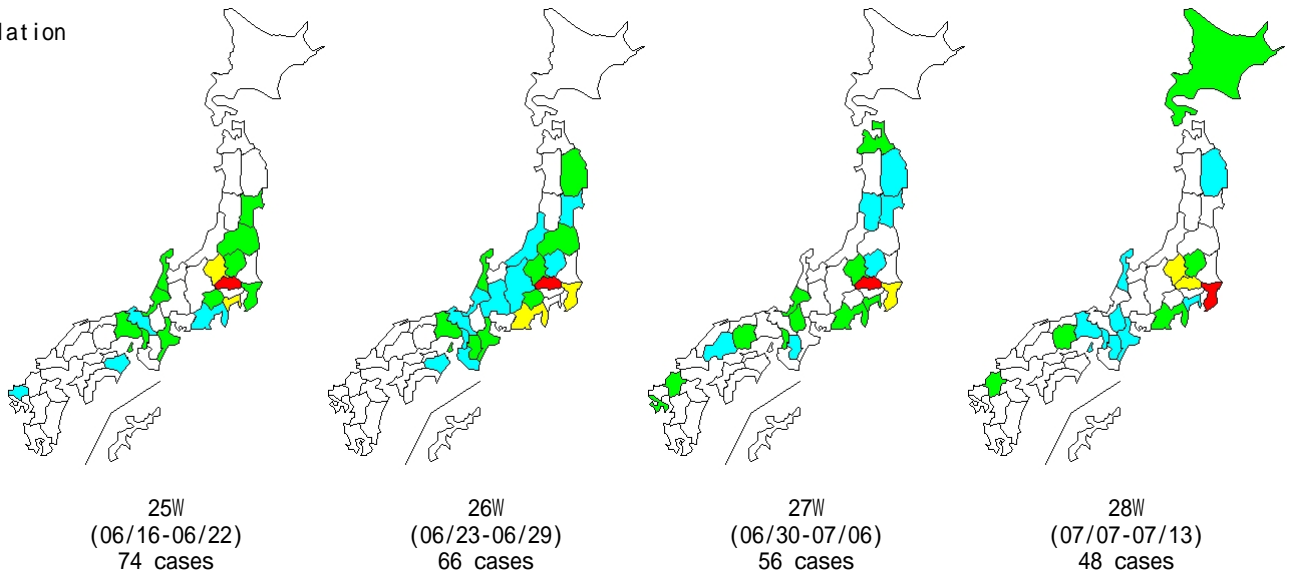 lation
25W
(06/16-06/22)
74 cases
26W
(06/23-06/29)
66 cases
27W
(06/30-07/06)
56 cases
28W
(07/07-07/13)
48 cases